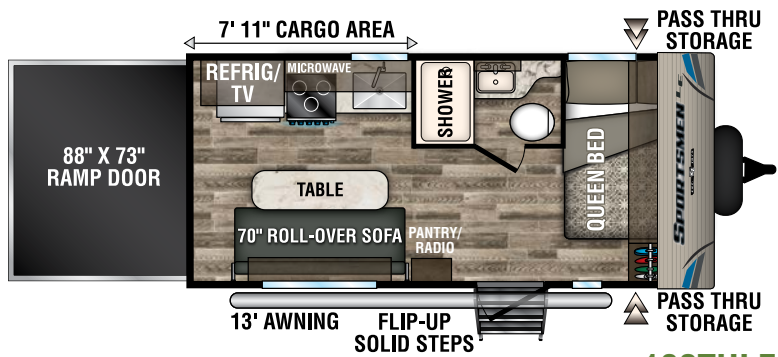 7' 11" CARGO AREA
PASS THRU
STORAGE
REFRIG/
TV
MICROWAVE
SHOWER
88" X 73"
RAMP DOOR
TABLE
QUEEN BED
SPORTSMEN LE
70" ROLL-OVER SOFA
PANTRY/
RADIO
13' AWNING
FLIP-UP
SOLID STEPS
PASS THRU
STORAGE